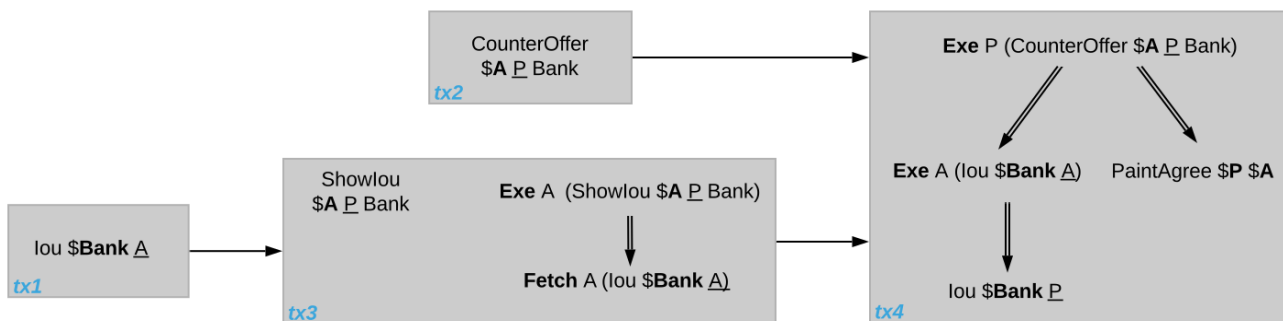 CounterOffer
$A P Bank
tx2
Exe P (CounterOffer $A P Bank)
Exe A (Iou $Bank A)
PaintAgree $P $A
Iou $Bank P
tx4
ShowIou
$A P Bank
Exe A (ShowIou $A P Bank)
Fetch A (Iou $Bank A)
tx3
Iou $Bank A
tx1